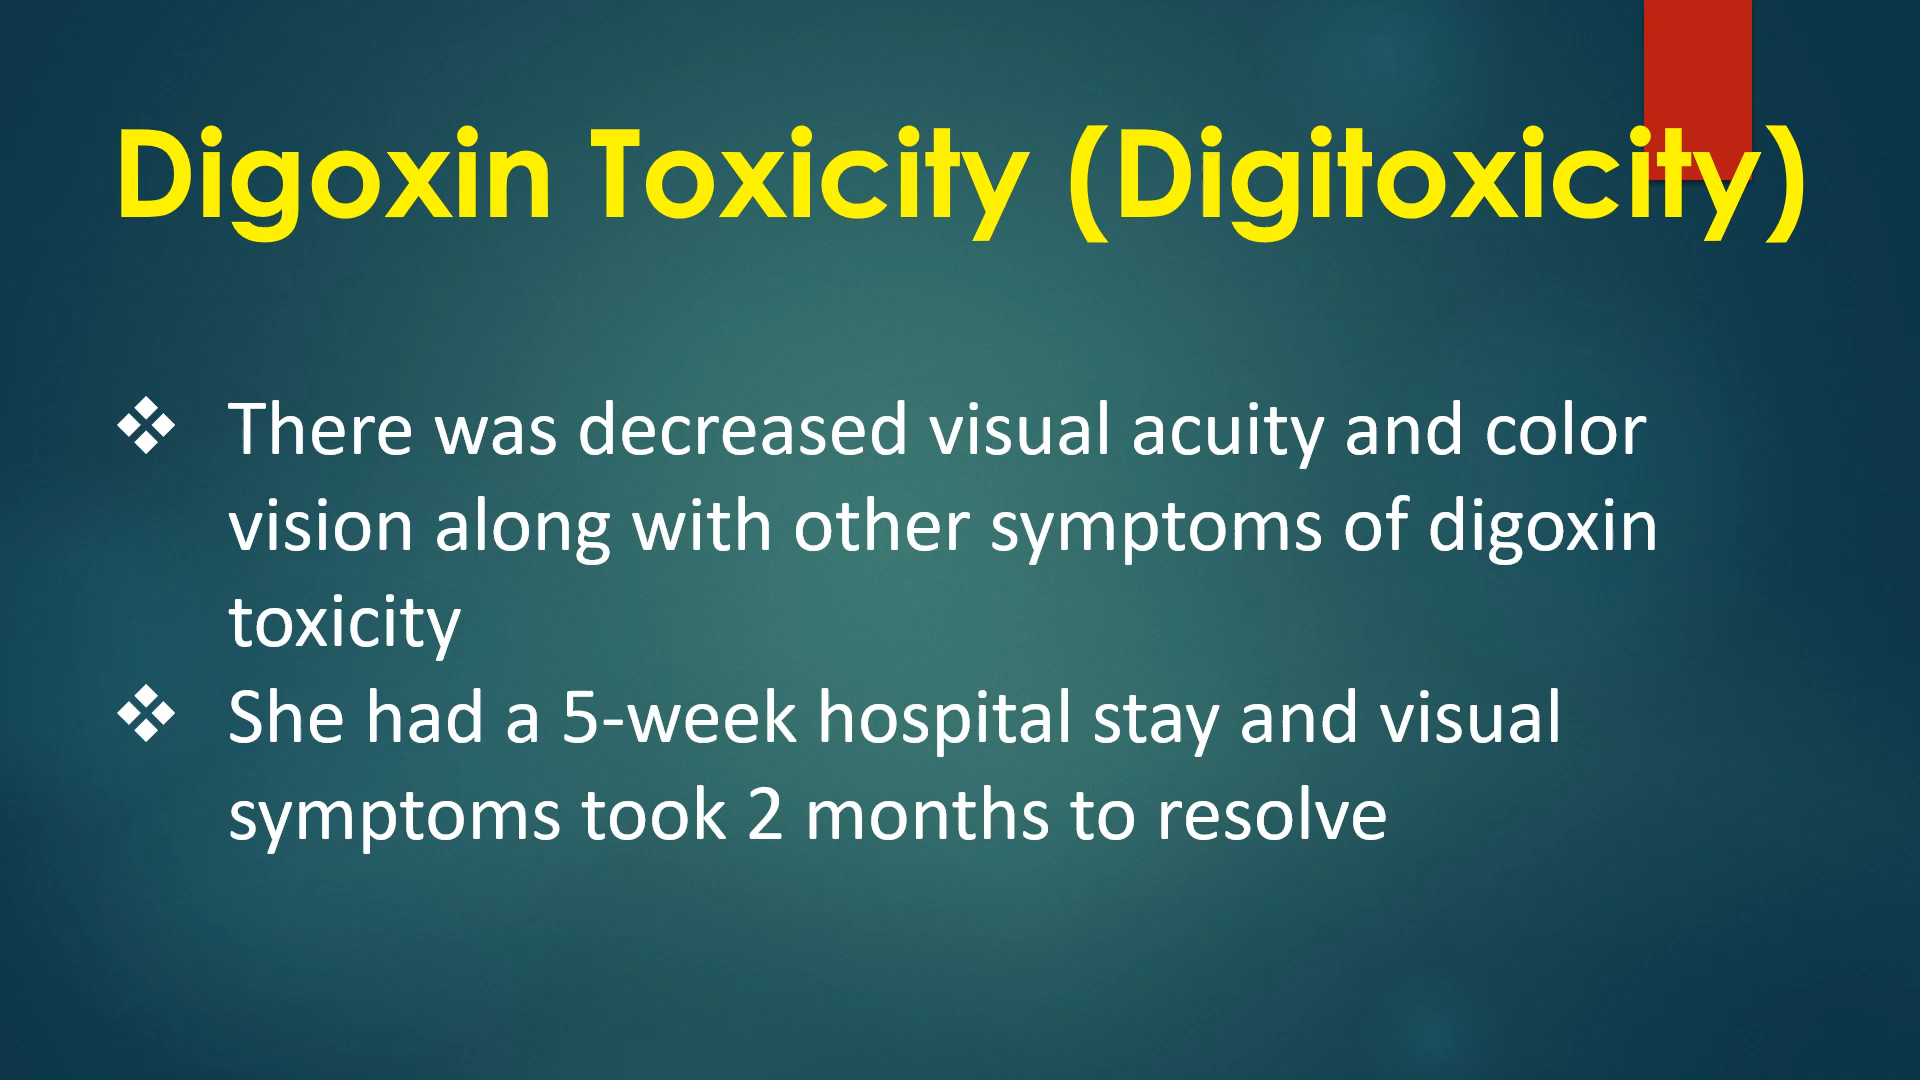 Digoxin Toxicity (Digitoxicity)
❖ There was decreased visual acuity and color
vision along with other symptoms of digoxin
toxicity
❖ She had a 5-week hospital stay and visual
symptoms took 2 months to resolve